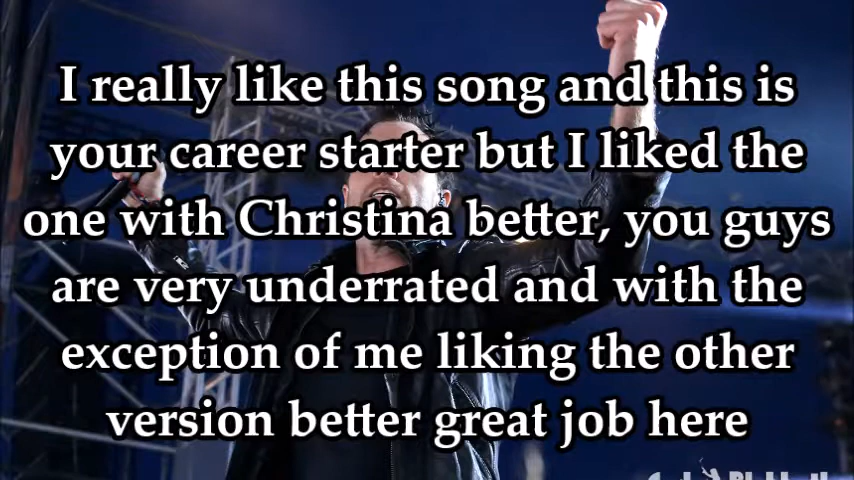 I really like this song and this is
your career starter but I liked the
one with Christina better, you guys
are very underrated and with the
exception of me liking the other
version better great job here